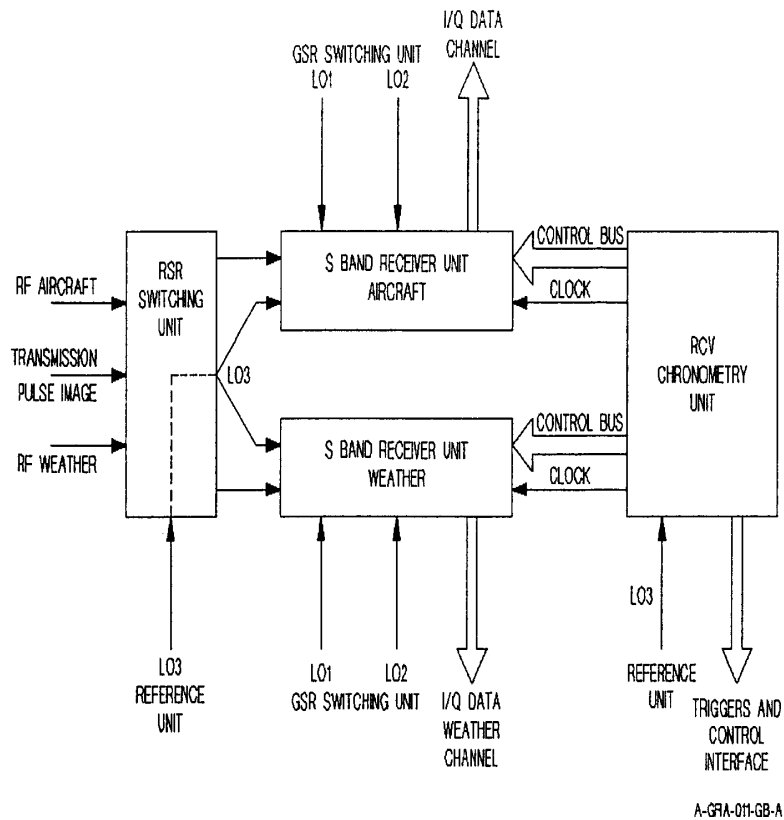 I/Q DATA
CHANNEL
GSR SWITCHING UNIT
LO1 LO2
RSR
SWITCHING
UNIT
RF AIRCRAFT
TRANSMISSION
PULSE IMAGE
RF WEATHER
S BAND RECEIVER UNIT
AIRCRAFT
CONTROL BUS
CLOCK
RCV
CHRONOMETRY
UNIT
LO3
S BAND RECEIVER UNIT
WEATHER
CONTROL BUS
CLOCK
LO3
REFERENCE
UNIT
LO1 LO2
GSR SWITCHING UNIT
I/Q DATA
WEATHER
CHANNEL
LO3
REFERENCE
UNIT
TRIGGERS AND
CONTROL
INTERFACE
A-GRA-011-GB-A